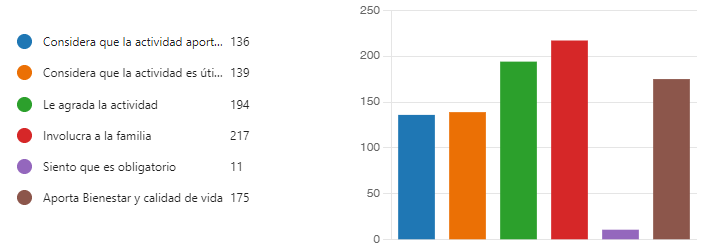 Considera que la actividad aport... 136
Considera que la actividad es úti... 139
Le agrada la actividad 194
Involucra a la familia 217
Siento que es obligatorio 11
Aporta Bienestar y calidad de vida 175
250
200
150
100
50
0